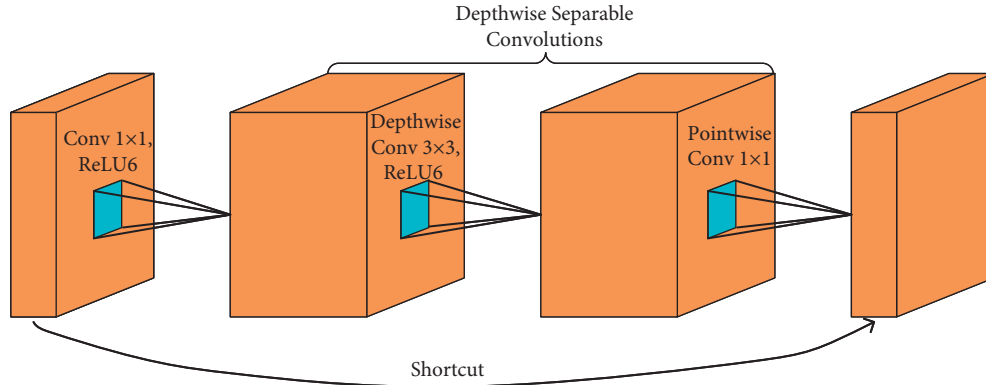 Depthwise Separable
Convolutions
Conv 1×1,
ReLU6
Depthwise
Conv 3×3,
ReLU6
Pointwise
Conv 1×1
Shortcut